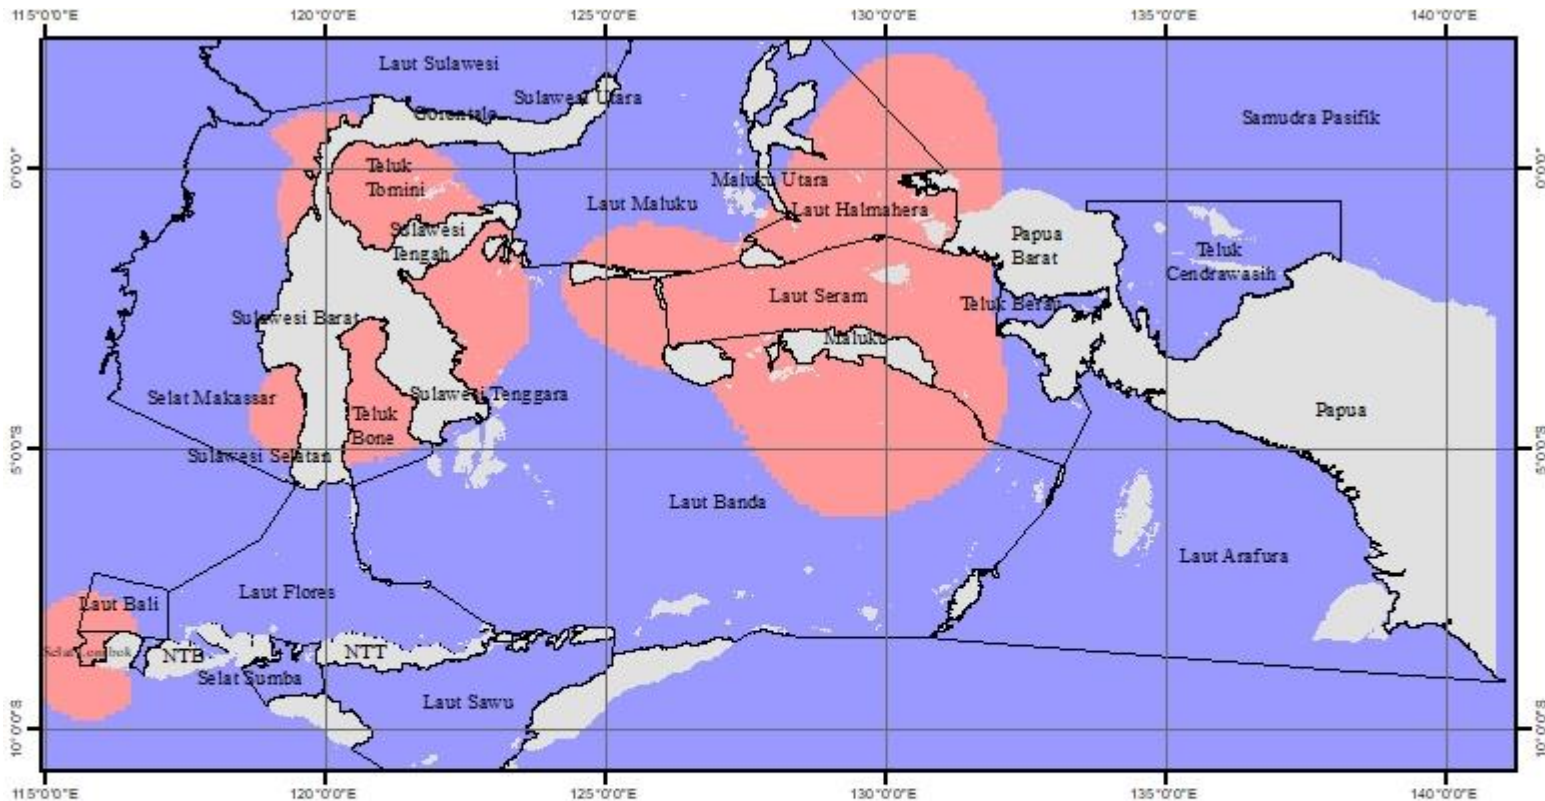 115°0'0"E 120°0'0"E 125°0'0"E 130°0'0"E 135°0'0"E 140°0'0"E
Laut Sulawesi
Sulawesi Utara
Gorontalo
Samudra Pasifik
0°0'0" 0°0'0"
Teluk
Tomini
Maluku Utara
Laut Maluku
Laut Halmahera
Sulawesi
Tengah
Papua
Barat
Teluk
Cendrawasih
Laut Seram
Teluk Berau
Sulawesi Barat
Maluku
Selat Makassar
Sulawesi Tenggara
Teluk
Bone
Papua
5°0'0"S 5°0'0"S
Sulawesi Selatan
Laut Banda
Laut Arafura
Laut Flores
Laut Bali
Selat Lombok
NTB
NTT
Selat Sumba
Laut Sawu
10°0'0"S 10°0'0"S
115°0'0"E 120°0'0"E 125°0'0"E 130°0'0"E 135°0'0"E 140°0'0"E